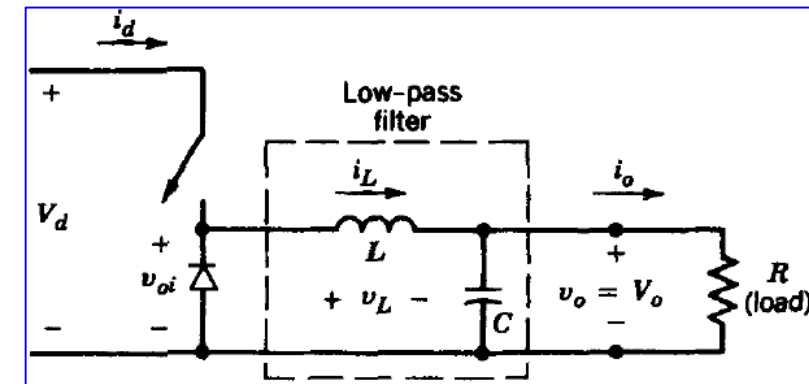 i_d
+
Low-pass
filter
i_L
i_o
V_d
+
v_oi
L
+ v_L -
C
+
v_o = V_o
-
R
(load)
- -